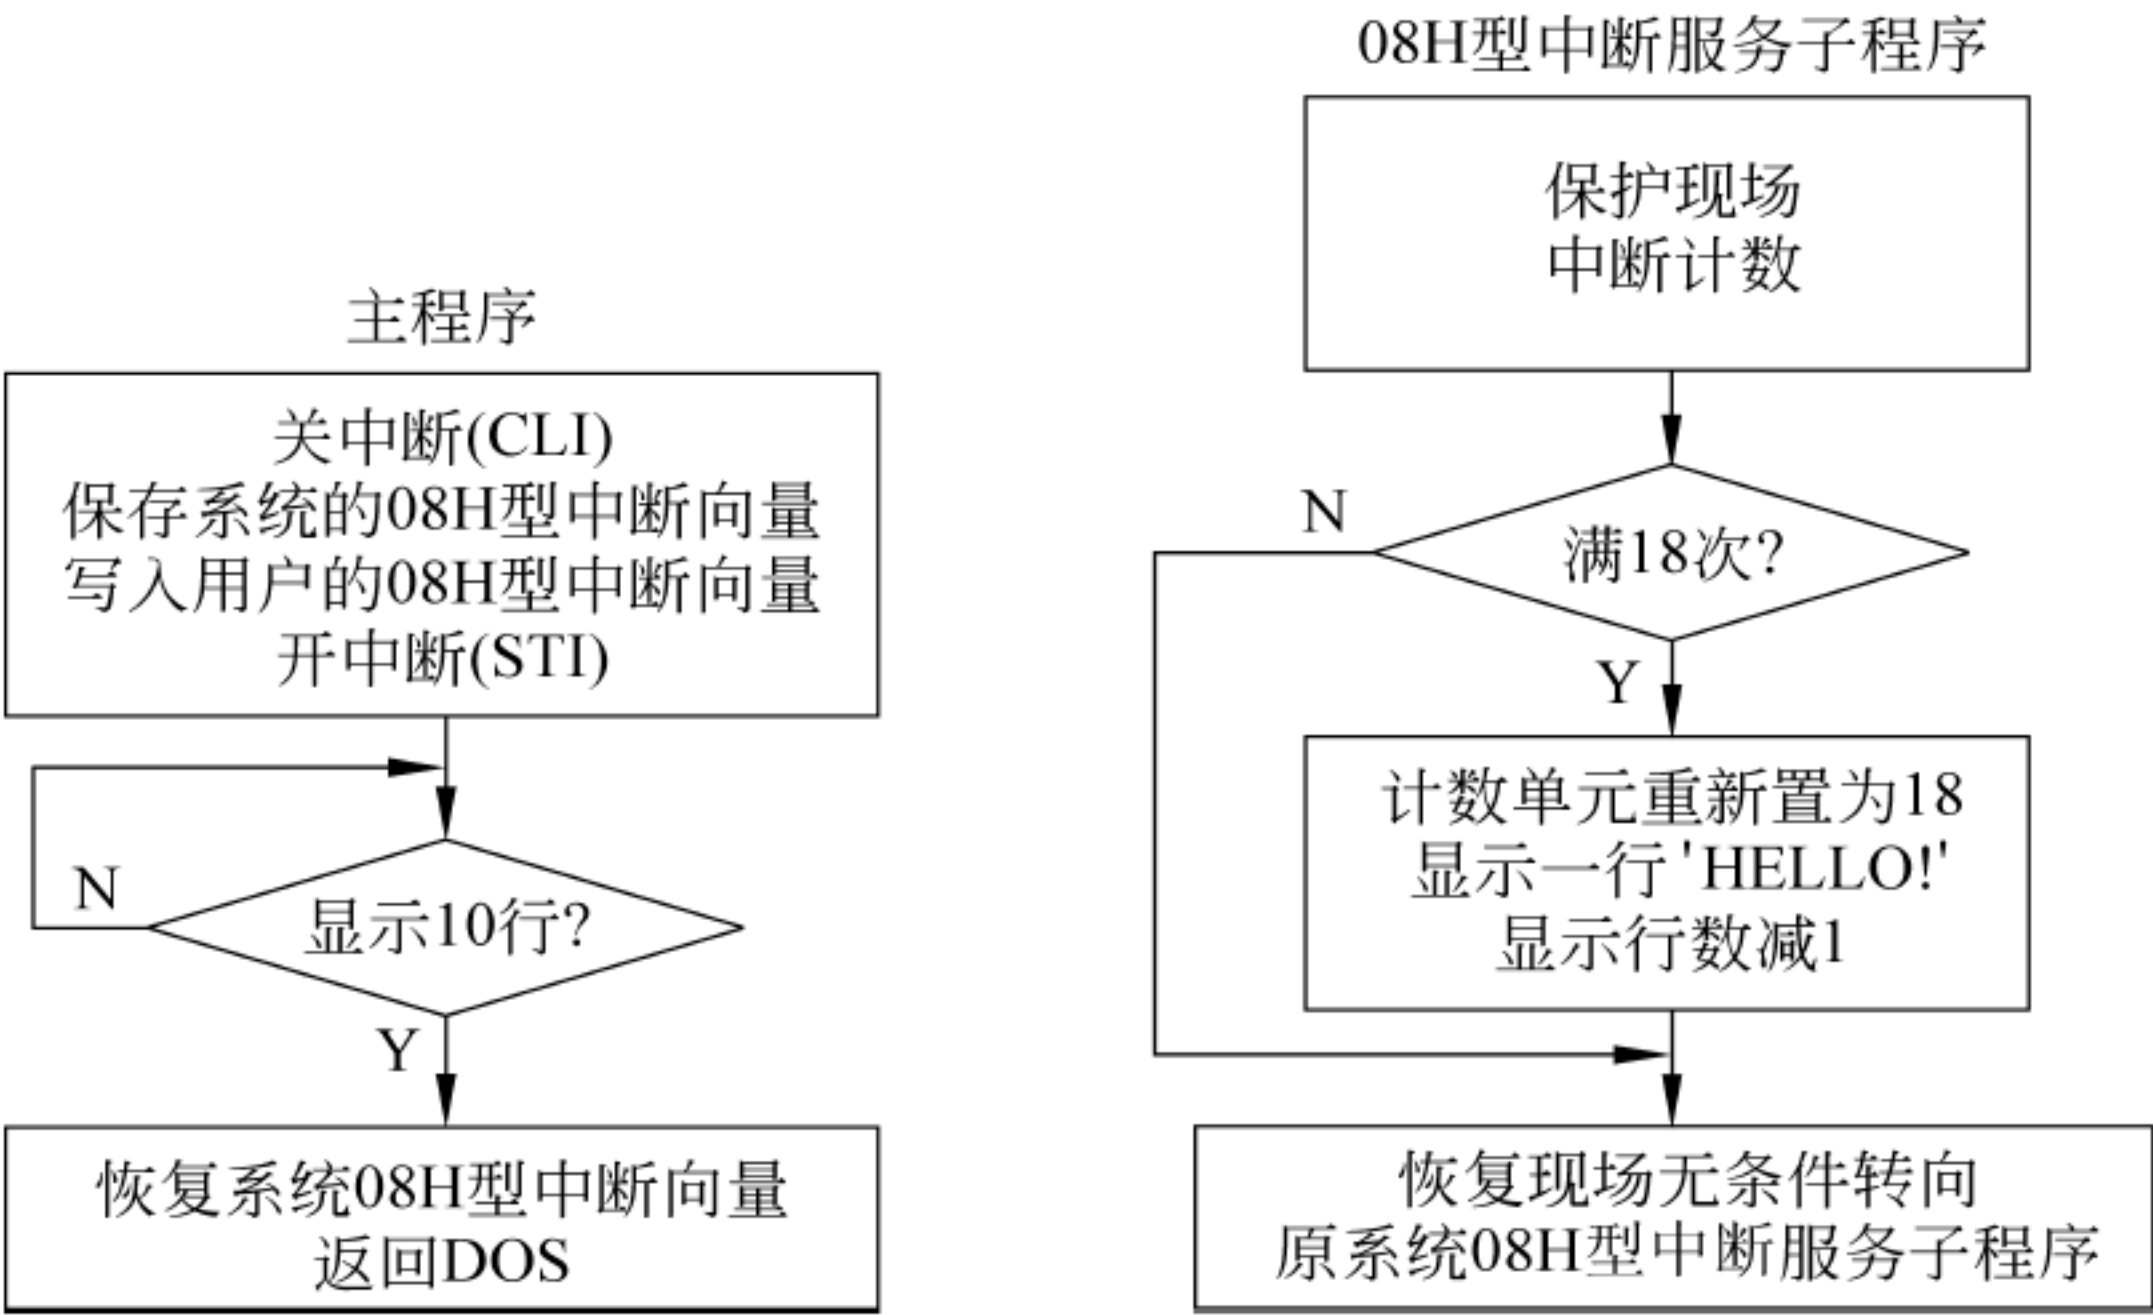 主程序
关中断(CLI)
保存系统的08H型中断向量
写入用户的08H型中断向量
开中断(STI)
N
显示10行?
Y
恢复系统08H型中断向量
返回DOS
08H型中断服务子程序
保护现场
中断计数
N
满18次?
Y
计数单元重新置为18
显示一行'HELLO!'
显示行数减1
恢复现场无条件转向
原系统08H型中断服务子程序